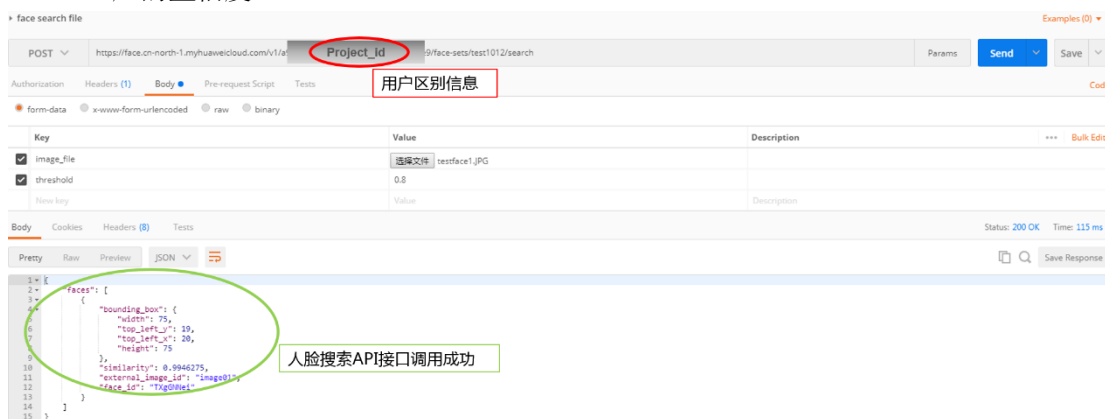 face search file Examples (0)
POST https://face.cn-north-1.myhuaweicloud.com/v1/a Project_id 9/face-sets/test1012/search Params Send Save
用户区别信息
Authorization Headers (1) Body Pre-request Script Tests Cod
form-data x-www-form-urlencoded raw binary
Key Value Description ••• Bulk Edit
image_file 选择文件 testface1.JPG
threshold 0.8
New key Value Description
Body Cookies Headers (8) Tests Status: 200 OK Time: 115 ms
Pretty Raw Preview JSON Save Response
1 {
2 "faces": [
3 {
4 "bounding_box": {
5 "width": 75,
6 "top_left_y": 19,
7 "top_left_x": 20,
8 "height": 75
9 },
10 "similarity": 0.9946275,
11 "external_image_id": "image01",
12 "face_id": "TXgGNNei"
13 }
14 ]
15 }
人脸搜索API接口调用成功